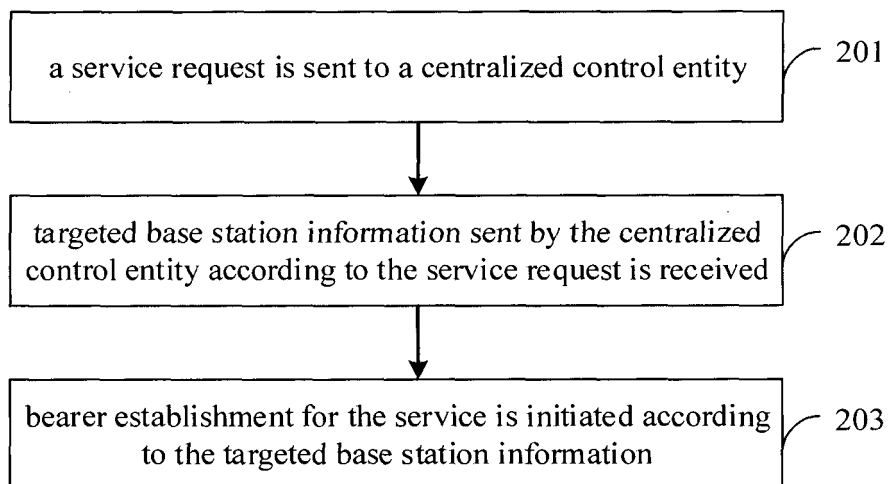 a service request is sent to a centralized control entity
201
targeted base station information sent by the centralized
control entity according to the service request is received
202
bearer establishment for the service is initiated according
to the targeted base station information
203